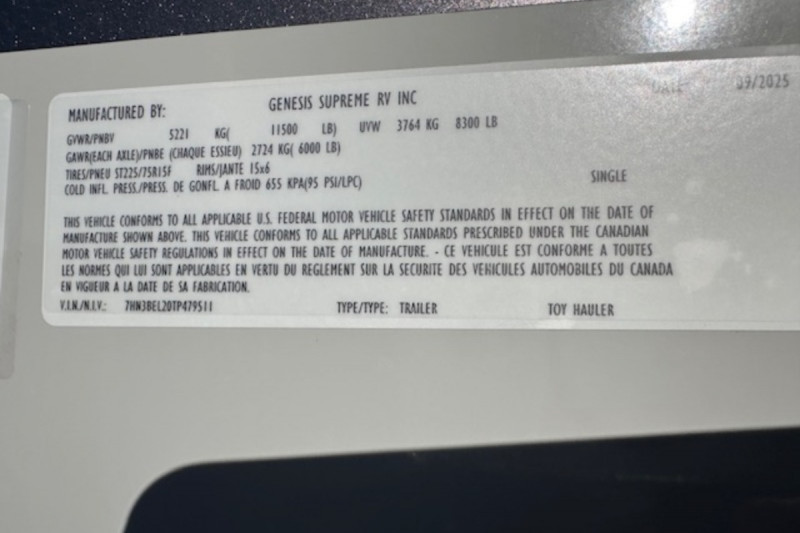 DATE 09/2025
MANUFACTURED BY: GENESIS SUPREME RV INC
GVWR/PNBV 5221 KG( 11500 LB) UVW 3764 KG 8300 LB
GAWR(EACH AXLE)/PNBE (CHAQUE ESSIEU) 2724 KG( 6000 LB)
TIRES/PNEU ST225/75R15F RIMS/JANTE 15x6
COLD INFL. PRESS./PRESS. DE GONFL. A FROID 655 KPA(95 PSI/LPC) SINGLE
THIS VEHICLE CONFORMS TO ALL APPLICABLE U.S. FEDERAL MOTOR VEHICLE SAFETY STANDARDS IN EFFECT ON THE DATE OF
MANUFACTURE SHOWN ABOVE. THIS VEHICLE CONFORMS TO ALL APPLICABLE STANDARDS PRESCRIBED UNDER THE CANADIAN
MOTOR VEHICLE SAFETY REGULATIONS IN EFFECT ON THE DATE OF MANUFACTURE. - CE VEHICULE EST CONFORME A TOUTES
LES NORMES QUI LUI SONT APPLICABLES EN VERTU DU REGLEMENT SUR LA SECURITE DES VEHICULES AUTOMOBILES DU CANADA
EN VIGUEUR A LA DATE DE SA FABRICATION.
V.I.N./N.I.V.: 7HN3BEL20TP479511 TYPE/TYPE: TRAILER TOY HAULER